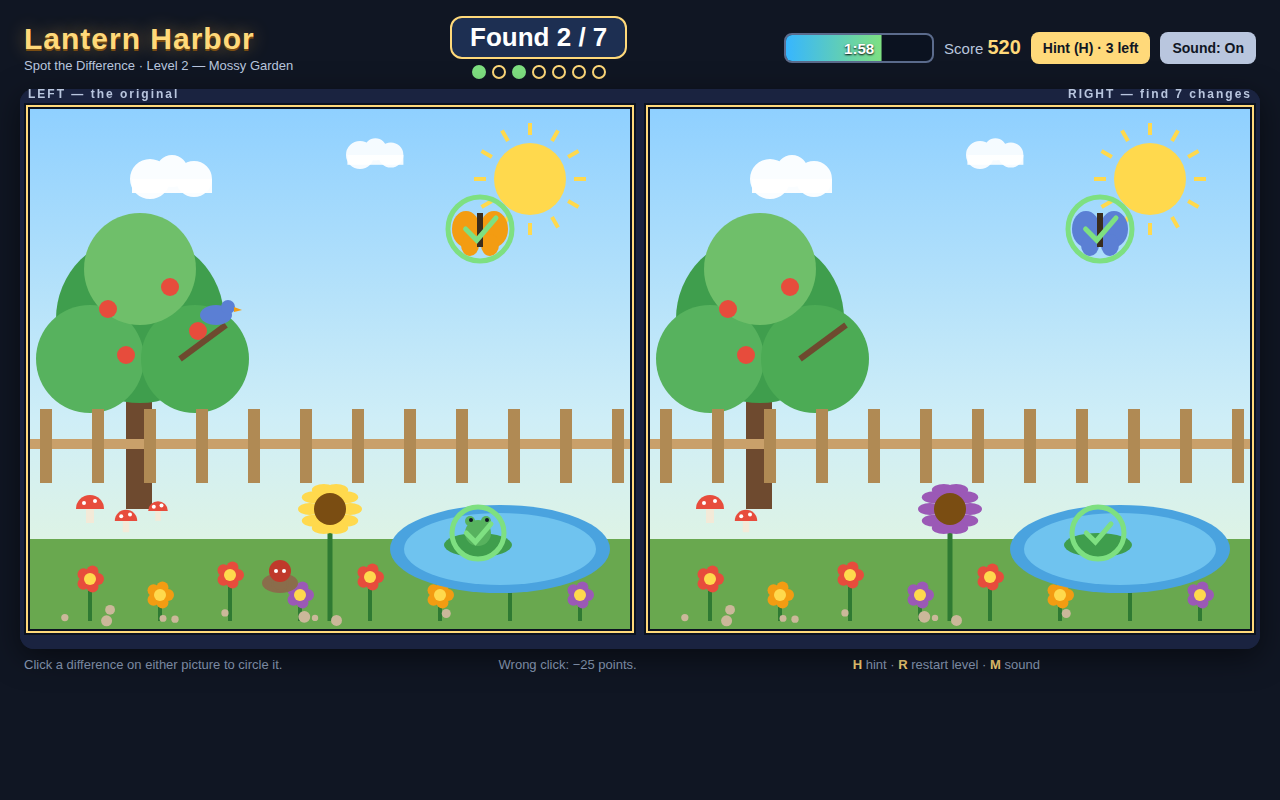 Lantern Harbor
Spot the Difference · Level 2 — Mossy Garden
Found 2 / 7
1:58
Score 520
Hint (H) · 3 left
Sound: On
LEFT — the original
RIGHT — find 7 changes
Click a difference on either picture to circle it.
Wrong click: −25 points.
H hint · R restart level · M sound